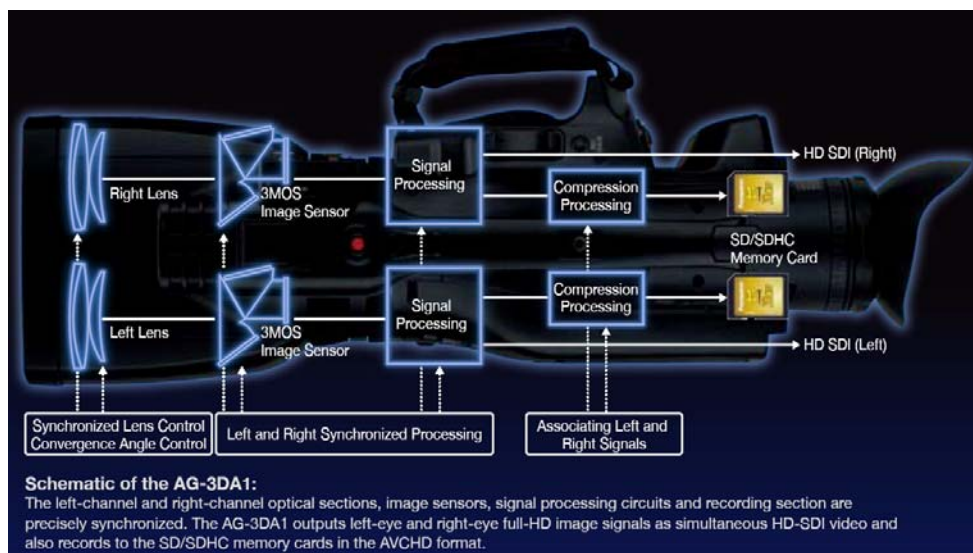 HD SDI (Right)
Signal
Processing
Compression
Processing
Right Lens
3MOS
Image Sensor
SD/SDHC
Memory Card
Signal
Processing
Compression
Processing
Left Lens
3MOS
Image Sensor
HD SDI (Left)
Synchronized Lens Control
Convergence Angle Control
Left and Right Synchronized Processing
Associating Left and
Right Signals
Schematic of the AG-3DA1:
The left-channel and right-channel optical sections, image sensors, signal processing circuits and recording section are
precisely synchronized. The AG-3DA1 outputs left-eye and right-eye full-HD image signals as simultaneous HD-SDI video and
also records to the SD/SDHC memory cards in the AVCHD format.